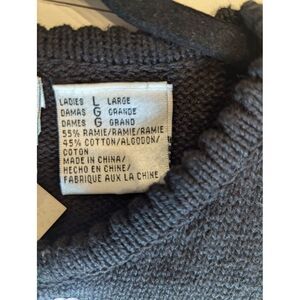 LADIES L LARGE
DAMAS G GRANDE
DAMES G GRAND
55% RAMIE/RAMIE/RAMIE
45% COTTON/ALGODON/
COTON
MADE IN CHINA/
HECHO EN CHINE/
FABRIQUE AUX LA CHINE